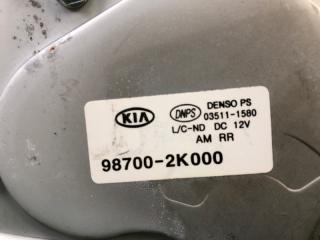 KIA
DNPS
DENSO PS
03511-1580
L/C-ND DC 12V
AM RR
98700-2K000